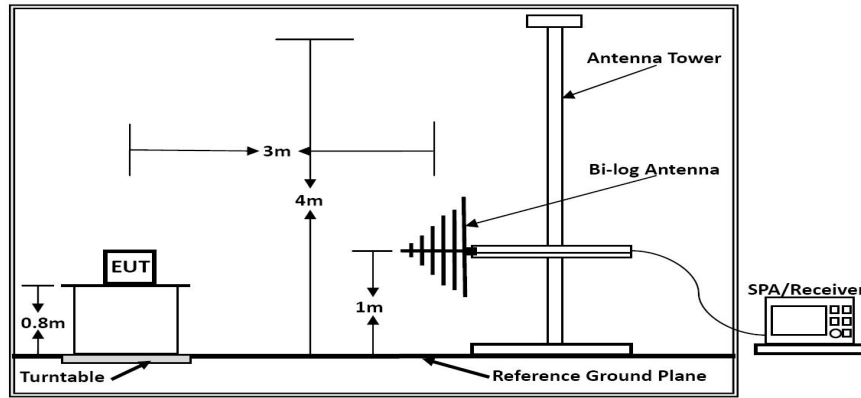 Antenna Tower
3m
Bi-log Antenna
4m
EUT
SPA/Receiver
0.8m
1m
Turntable
Reference Ground Plane